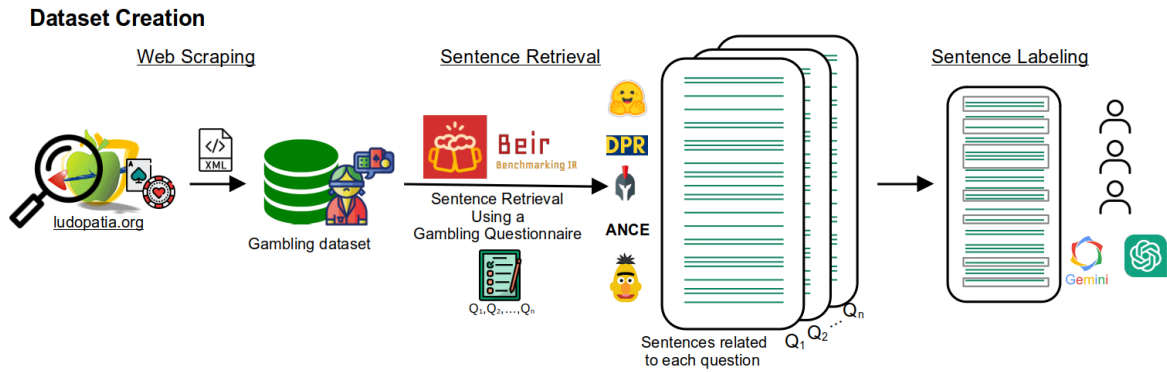 Dataset Creation
Web Scraping
ludopatia.org
</>
XML
A
Gambling dataset
Sentence Retrieval
Beir
Benchmarking IR
Sentence Retrieval
Using a
Gambling Questionnaire
Q₁,Q₂,...,Qₙ
DPR
ANCE
Sentences related
to each question
Q₁ Q₂ ... Qₙ
Sentence Labeling
Gemini